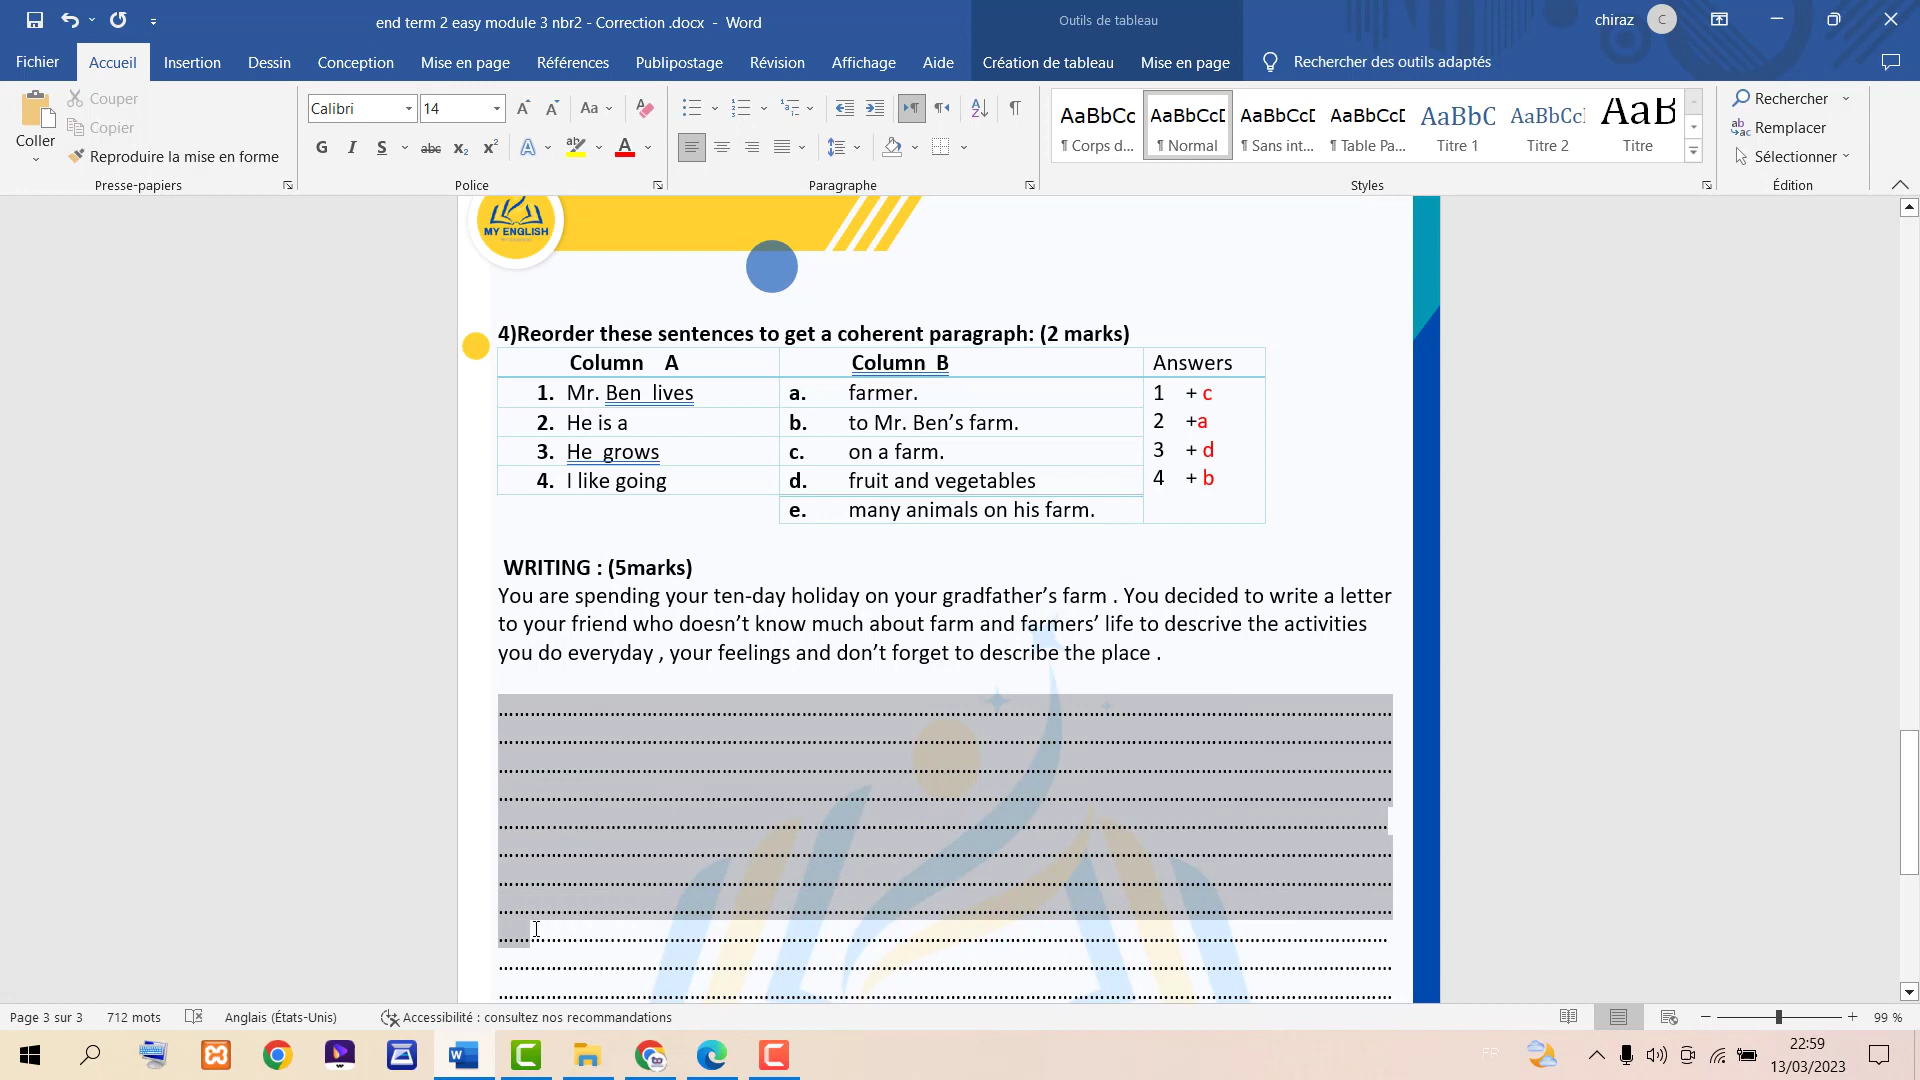 end term 2 easy module 3 nbr2 - Correction .docx - Word
Outils de tableau
chiraz
C
Fichier Accueil Insertion Dessin Conception Mise en page Références Publipostage Révision Affichage Aide Création de tableau Mise en page Rechercher des outils adaptés
Coller
Couper
Copier
Reproduire la mise en forme
Presse-papiers
Calibri 14
Police
Paragraphe
AaBbCc AaBbCcD AaBbCcD AaBbCcD AaBbC AaBbCcI AaB
¶ Corps d... ¶ Normal ¶ Sans int... ¶ Table Pa... Titre 1 Titre 2 Titre
Styles
Rechercher
Remplacer
Sélectionner
Édition
MY ENGLISH
4)Reorder these sentences to get a coherent paragraph: (2 marks)
Column A Column B Answers
1. Mr. Ben lives a. farmer. 1 + c
2. He is a b. to Mr. Ben’s farm. 2 +a
3. He grows c. on a farm. 3 + d
4. I like going d. fruit and vegetables 4 + b
e. many animals on his farm.
WRITING : (5marks)
You are spending your ten-day holiday on your gradfather’s farm . You decided to write a letter
to your friend who doesn’t know much about farm and farmers’ life to descrive the activities
you do everyday , your feelings and don’t forget to describe the place .
Page 3 sur 3 712 mots Anglais (États-Unis) Accessibilité : consultez nos recommandations 99 %
FR
22:59
13/03/2023